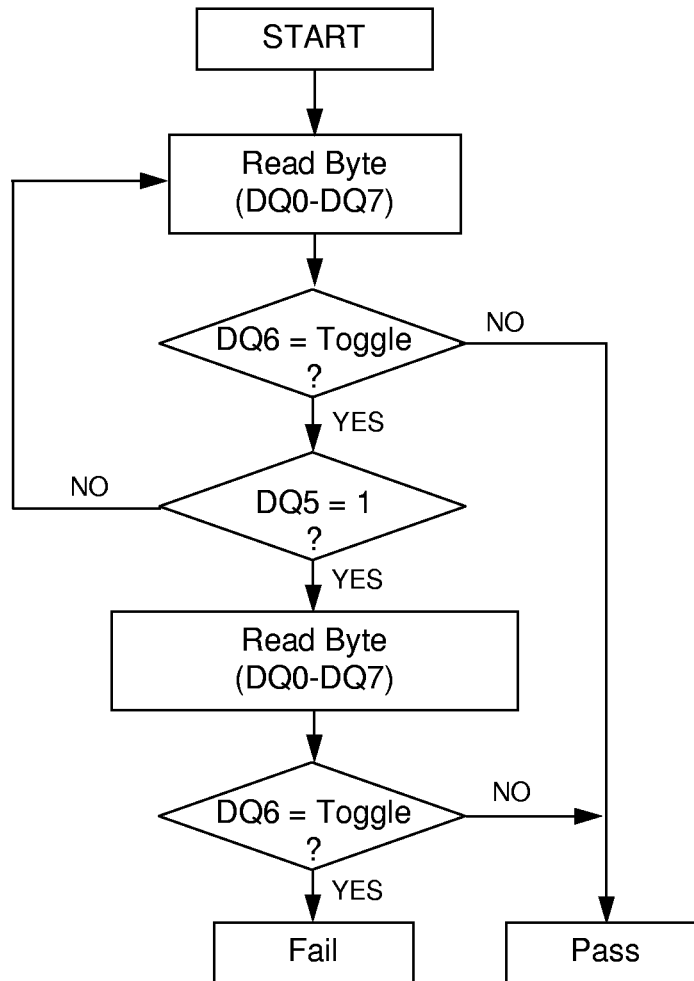 START
Read Byte
(DQ0-DQ7)
DQ6 = Toggle
?
NO
YES
DQ5 = 1
?
NO
YES
Read Byte
(DQ0-DQ7)
DQ6 = Toggle
?
NO
YES
Fail
Pass